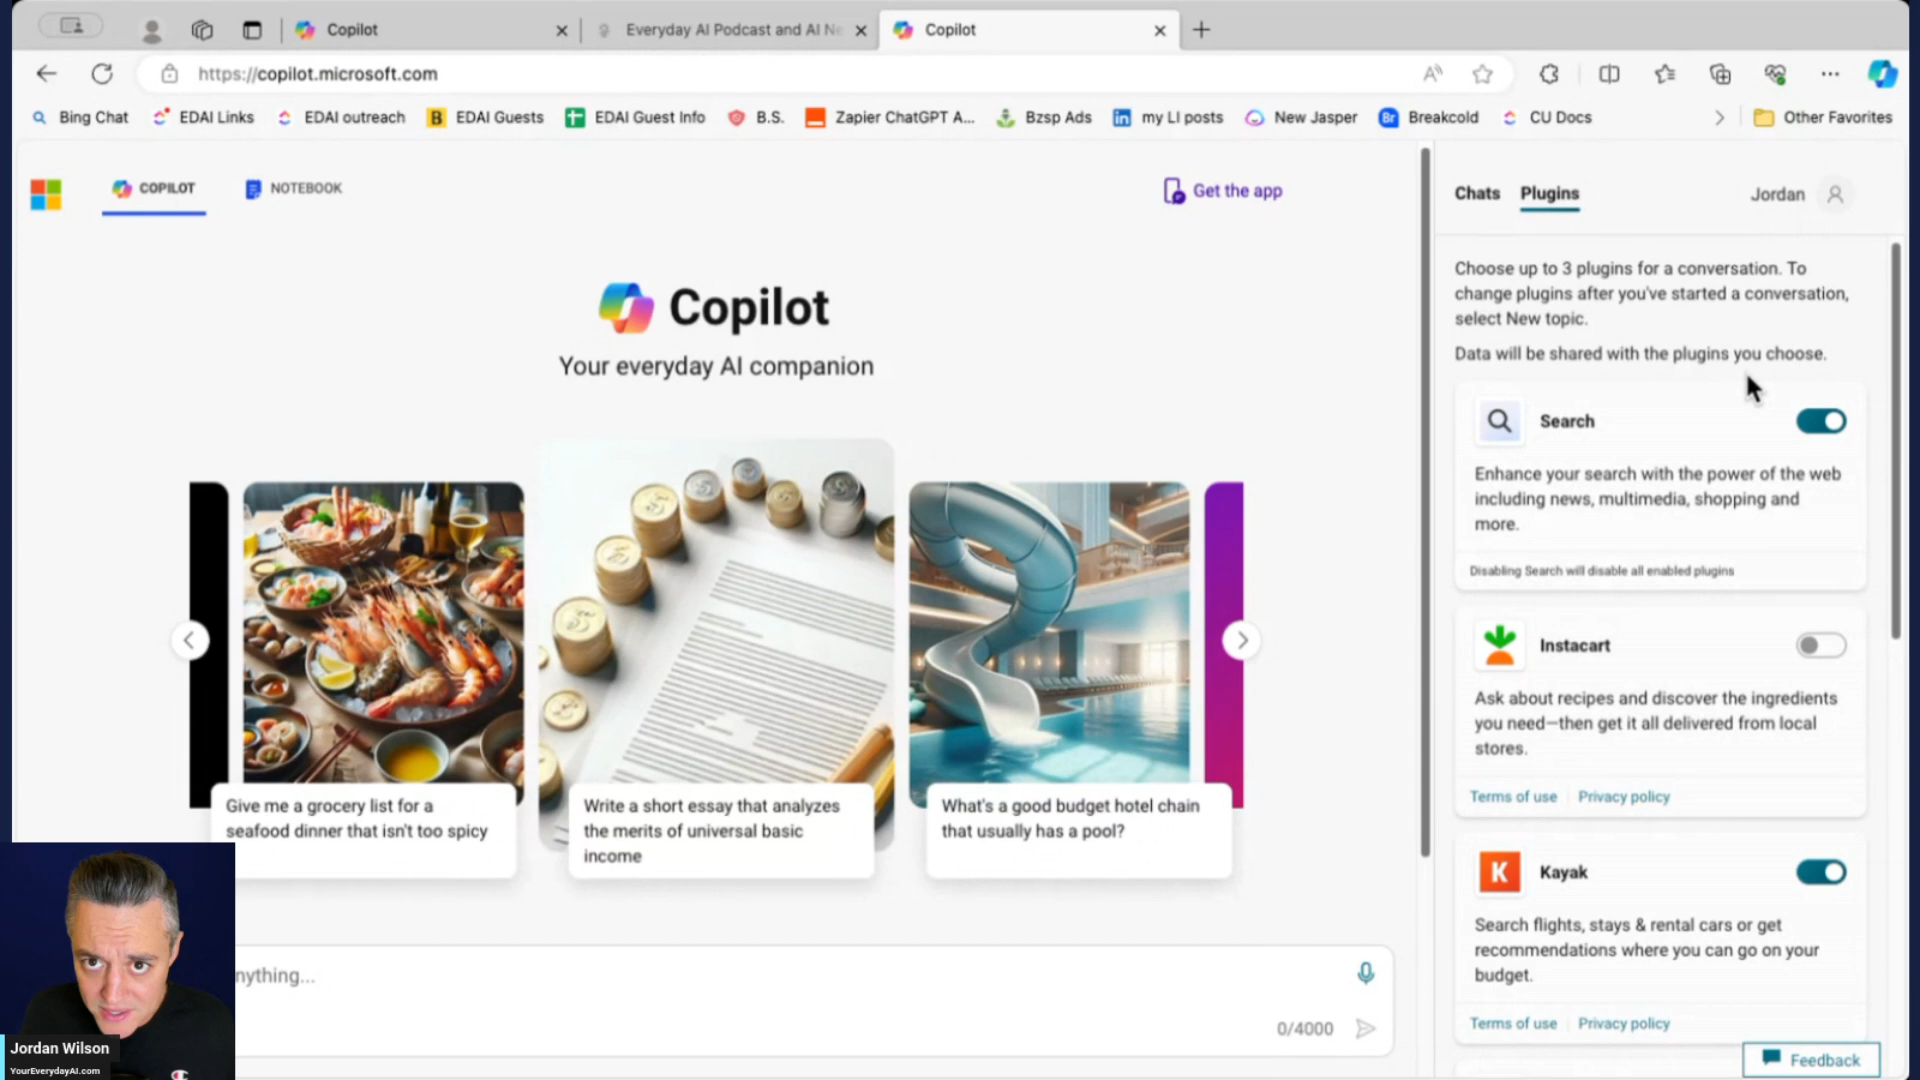 Copilot
Everyday AI Podcast and AI Ne
Copilot
https://copilot.microsoft.com
Bing Chat
EDAI Links
EDAI outreach
B EDAI Guests
EDAI Guest Info
B.S.
Zapier ChatGPT A...
Bzsp Ads
in my LI posts
New Jasper
Br Breakcold
CU Docs
Other Favorites
COPILOT
NOTEBOOK
Get the app
Chats Plugins
Jordan
Copilot
Your everyday AI companion
Give me a grocery list for a
seafood dinner that isn't too spicy
Write a short essay that analyzes
the merits of universal basic
income
What's a good budget hotel chain
that usually has a pool?
nything...
0/4000
Choose up to 3 plugins for a conversation. To
change plugins after you've started a conversation,
select New topic.
Data will be shared with the plugins you choose.
Search
Enhance your search with the power of the web
including news, multimedia, shopping and
more.
Disabling Search will disable all enabled plugins
Instacart
Ask about recipes and discover the ingredients
you need—then get it all delivered from local
stores.
Terms of use Privacy policy
K Kayak
Search flights, stays & rental cars or get
recommendations where you can go on your
budget.
Terms of use Privacy policy
Feedback
Jordan Wilson
YourEverydayAI.com